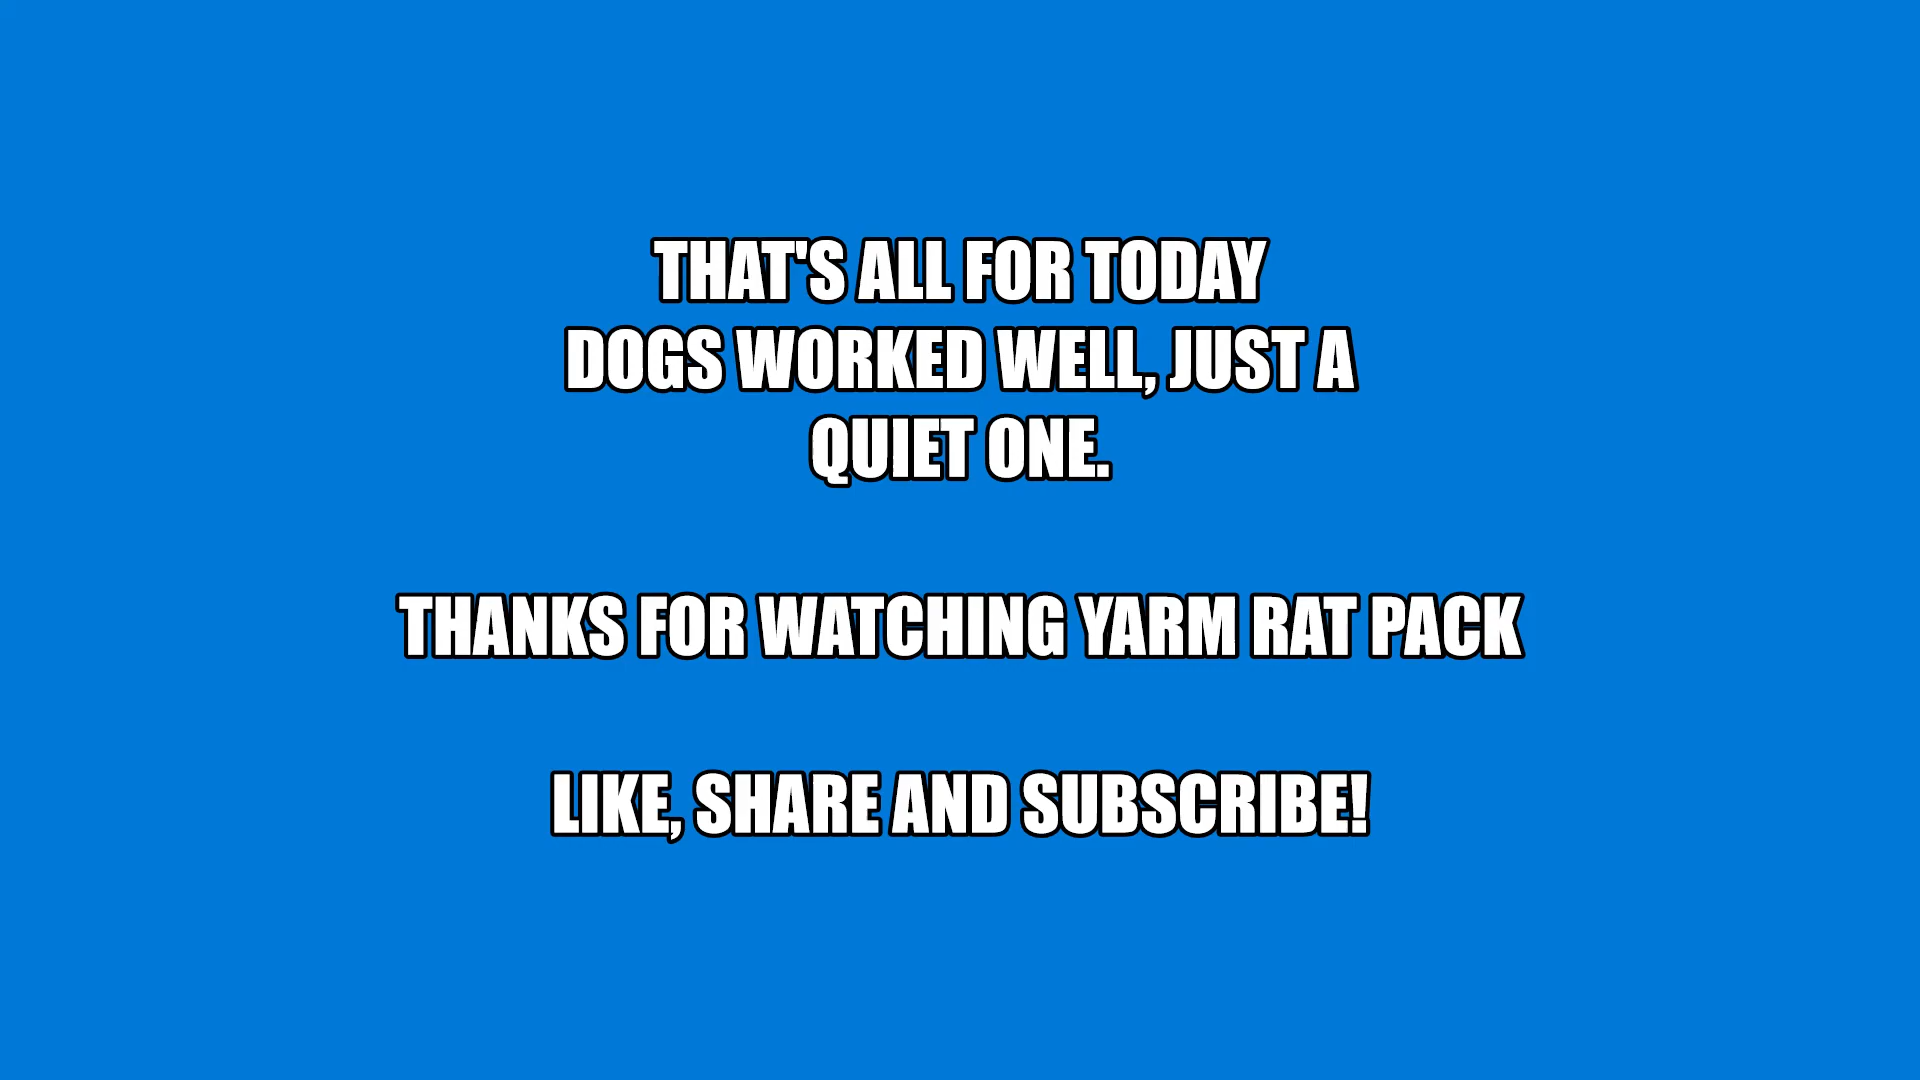 THAT'S ALL FOR TODAY
DOGS WORKED WELL, JUST A
QUIET ONE.
THANKS FOR WATCHING YARM RAT PACK
LIKE, SHARE AND SUBSCRIBE!